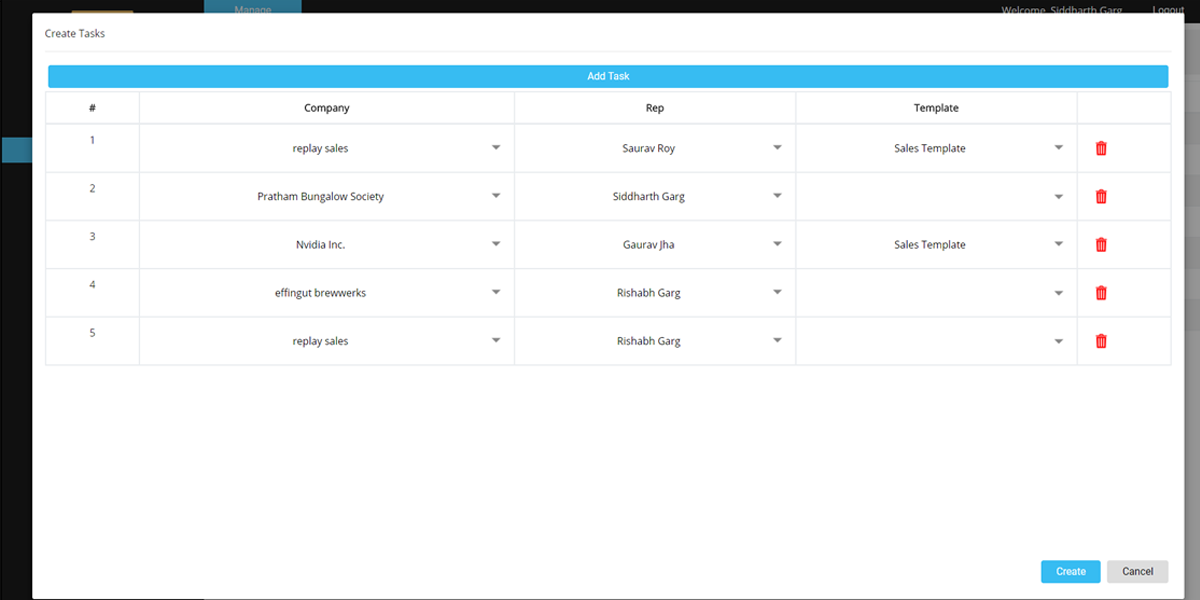 Manage Welcome, Siddharth Garg Logout
Create Tasks
Add Task
# Company Rep Template
1 replay sales Saurav Roy Sales Template
2 Pratham Bungalow Society Siddharth Garg
3 Nvidia Inc. Gaurav Jha Sales Template
4 effingut brewwerks Rishabh Garg
5 replay sales Rishabh Garg
Create Cancel